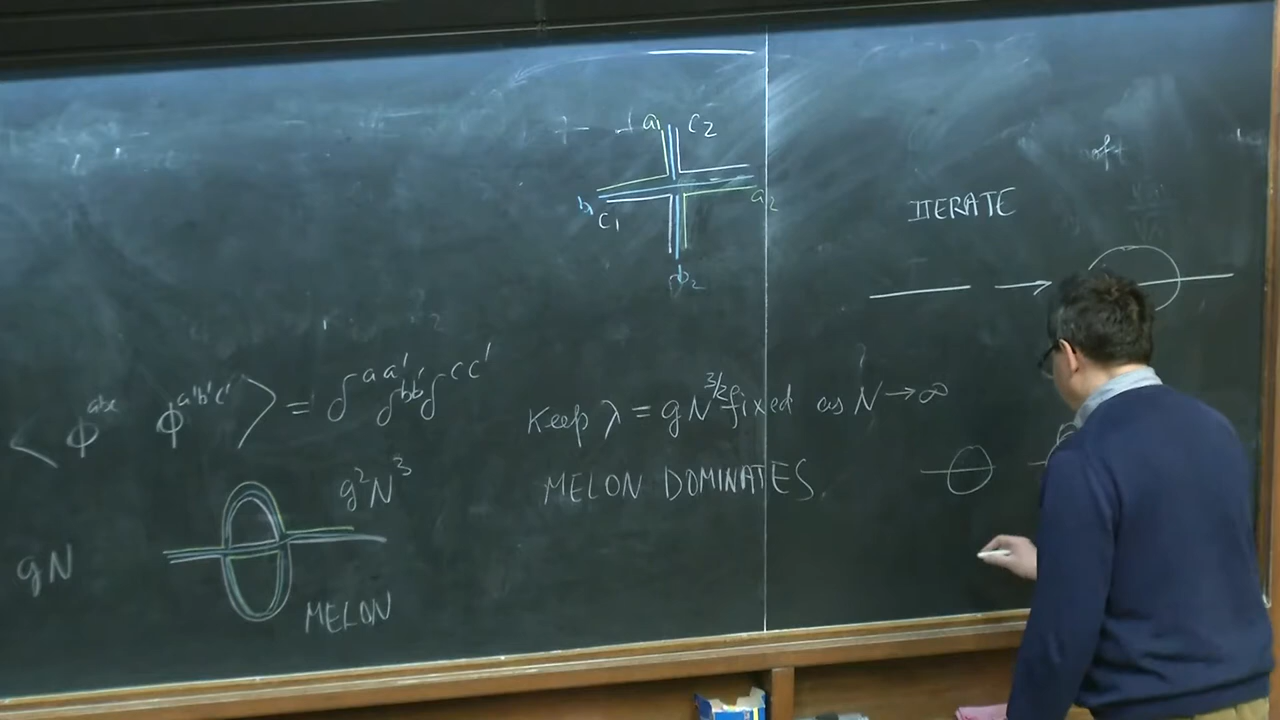 a₁ c₂
b₁ c₁ a₂
b₂
ITERATE
⟨ϕ^{abc} ϕ^{a'b'c'}⟩ = δ^{aa'} δ^{bb'} δ^{cc'}
Keep λ = gN^{3/2} fixed as N → ∞
g²N³
MELON DOMINATES.
gN
MELON